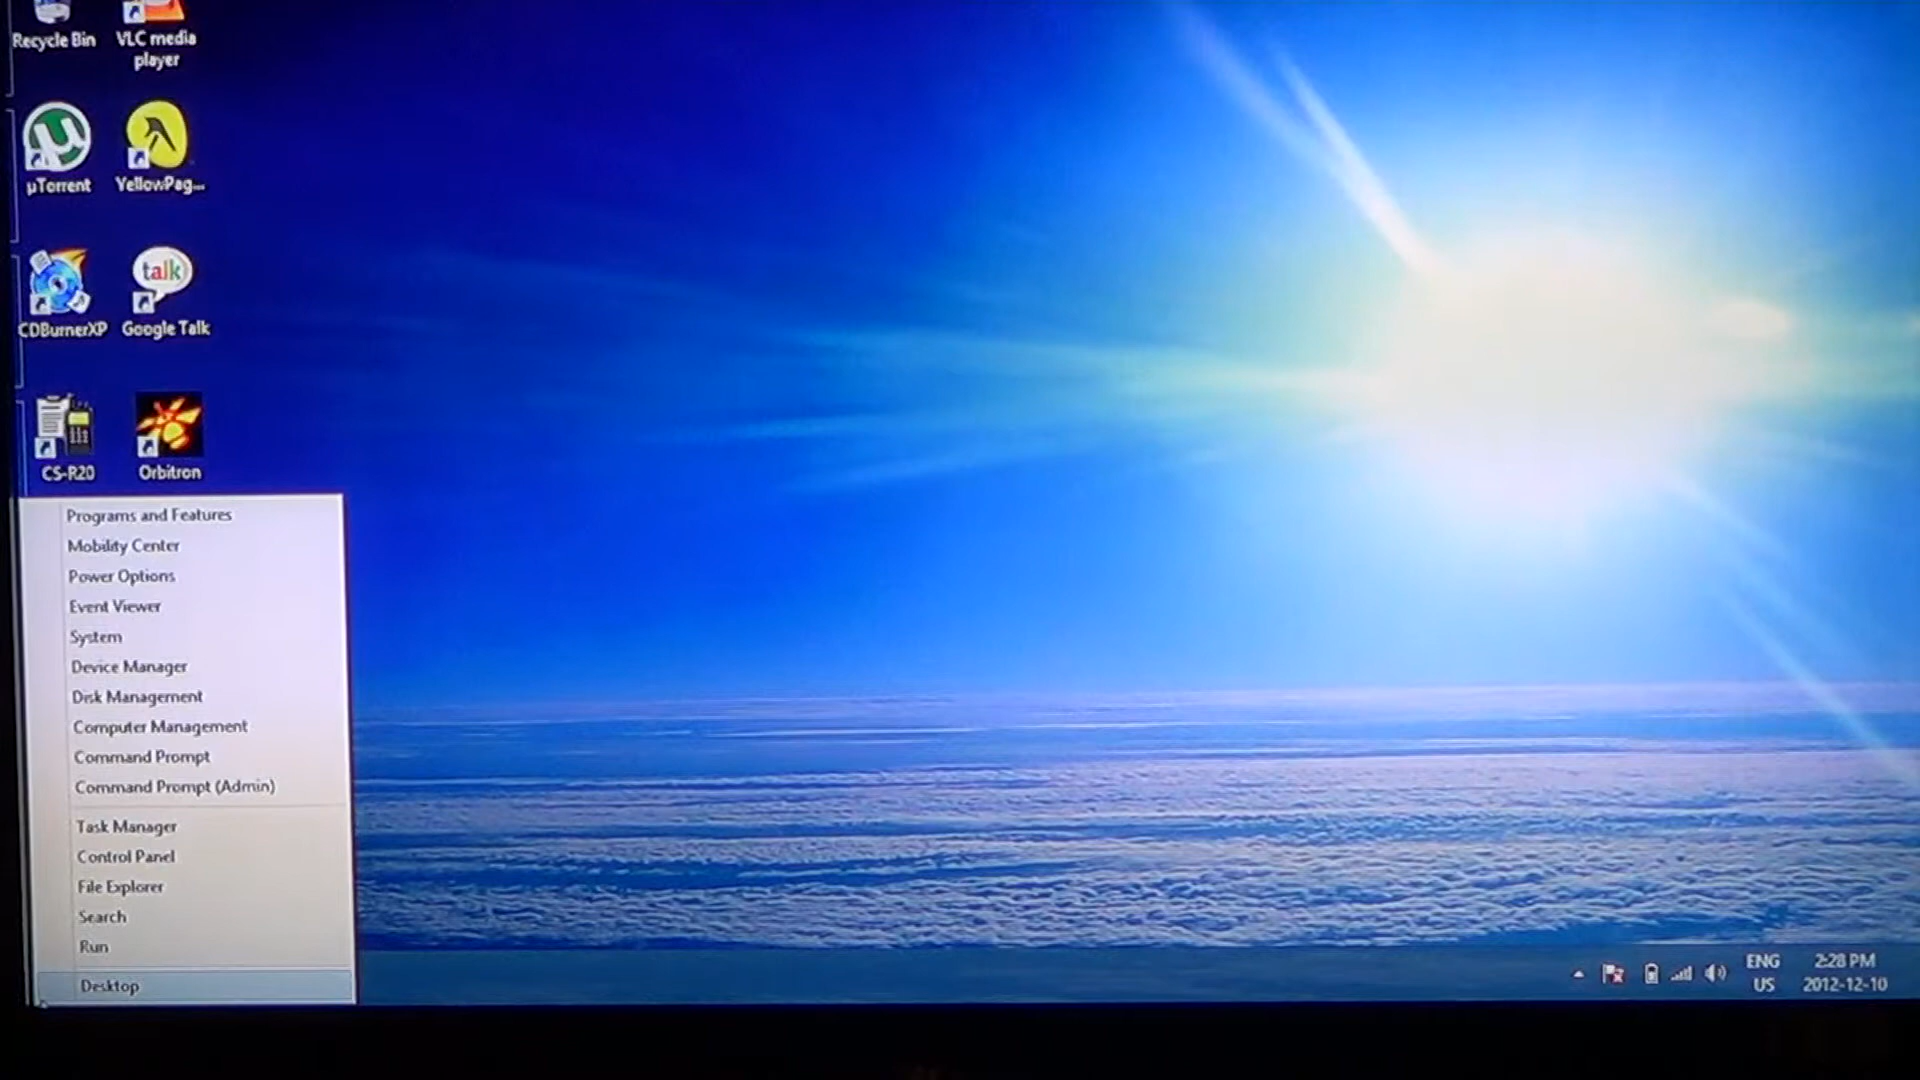 Recycle Bin
VLC media
player
µTorrent
YellowPag...
talk
CDBurnerXP
Google Talk
CS-R20
Orbitron
Programs and Features
Mobility Center
Power Options
Event Viewer
System
Device Manager
Disk Management
Computer Management
Command Prompt
Command Prompt (Admin)
Task Manager
Control Panel
File Explorer
Search
Run
Desktop
ENG
US
2:28 PM
2012-12-10